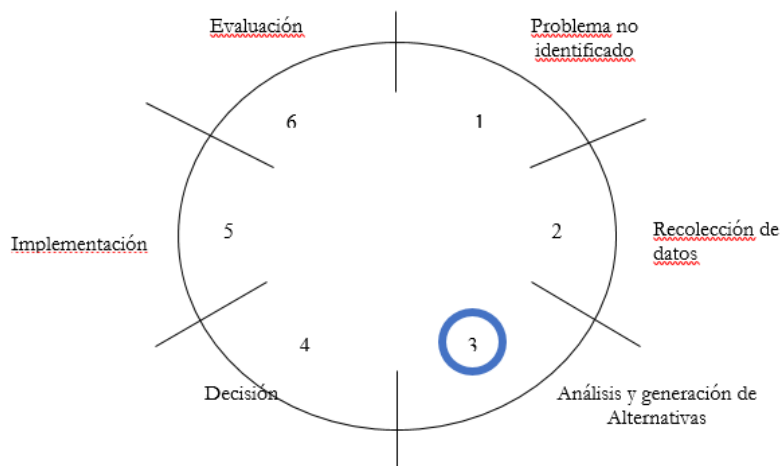 Evaluación
Problema no
identificado
6
1
Implementación
5
2
Recolección de
datos
4
3
Decisión
Análisis y generación de
Alternativas